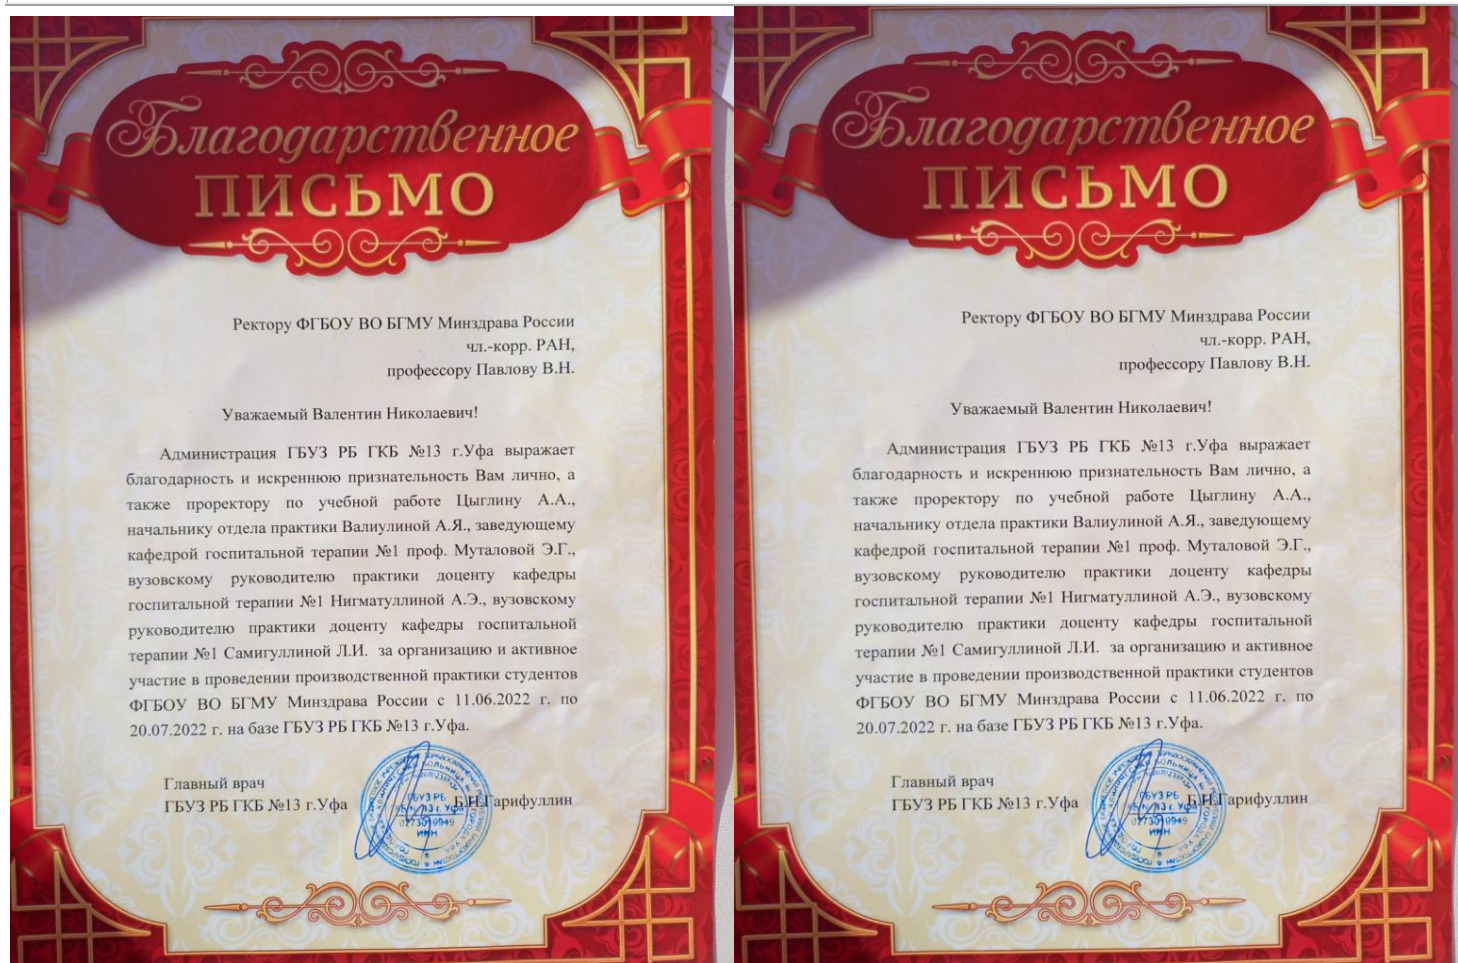 Благодарственное
ПИСЬМО
Ректору ФГБОУ ВО БГМУ Минздрава России
чл.-корр. РАН,
профессору Павлову В.Н.
Уважаемый Валентин Николаевич!
Администрация ГБУЗ РБ ГКБ №13 г.Уфа выражает
благодарность и искреннюю признательность Вам лично, а
также проректору по учебной работе Цыглину А.А.,
начальнику отдела практики Валиулиной А.Я., заведующему
кафедрой госпитальной терапии №1 проф. Муталовой Э.Г.,
вузовскому руководителю практики доценту кафедры
госпитальной терапии №1 Нигматуллиной А.Э., вузовскому
руководителю практики доценту кафедры госпитальной
терапии №1 Самигуллиной Л.И. за организацию и активное
участие в проведении производственной практики студентов
ФГБОУ ВО БГМУ Минздрава России с 11.06.2022 г. по
20.07.2022 г. на базе ГБУЗ РБ ГКБ №13 г.Уфа.
Главный врач
ГБУЗ РБ ГКБ №13 г.Уфа Б.Н.Гарифуллин
ГБУЗ РБ
ИНН
Благодарственное
ПИСЬМО
Ректору ФГБОУ ВО БГМУ Минздрава России
чл.-корр. РАН,
профессору Павлову В.Н.
Уважаемый Валентин Николаевич!
Администрация ГБУЗ РБ ГКБ №13 г.Уфа выражает
благодарность и искреннюю признательность Вам лично, а
также проректору по учебной работе Цыглину А.А.,
начальнику отдела практики Валиулиной А.Я., заведующему
кафедрой госпитальной терапии №1 проф. Муталовой Э.Г.,
вузовскому руководителю практики доценту кафедры
госпитальной терапии №1 Нигматуллиной А.Э., вузовскому
руководителю практики доценту кафедры госпитальной
терапии №1 Самигуллиной Л.И. за организацию и активное
участие в проведении производственной практики студентов
ФГБОУ ВО БГМУ Минздрава России с 11.06.2022 г. по
20.07.2022 г. на базе ГБУЗ РБ ГКБ №13 г.Уфа.
Главный врач
ГБУЗ РБ ГКБ №13 г.Уфа Б.Н.Гарифуллин
ГБУЗ РБ
ИНН